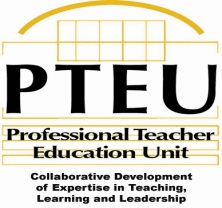 PTEU
Professional Teacher
Education Unit
Collaborative Development
of Expertise in Teaching,
Learning and Leadership